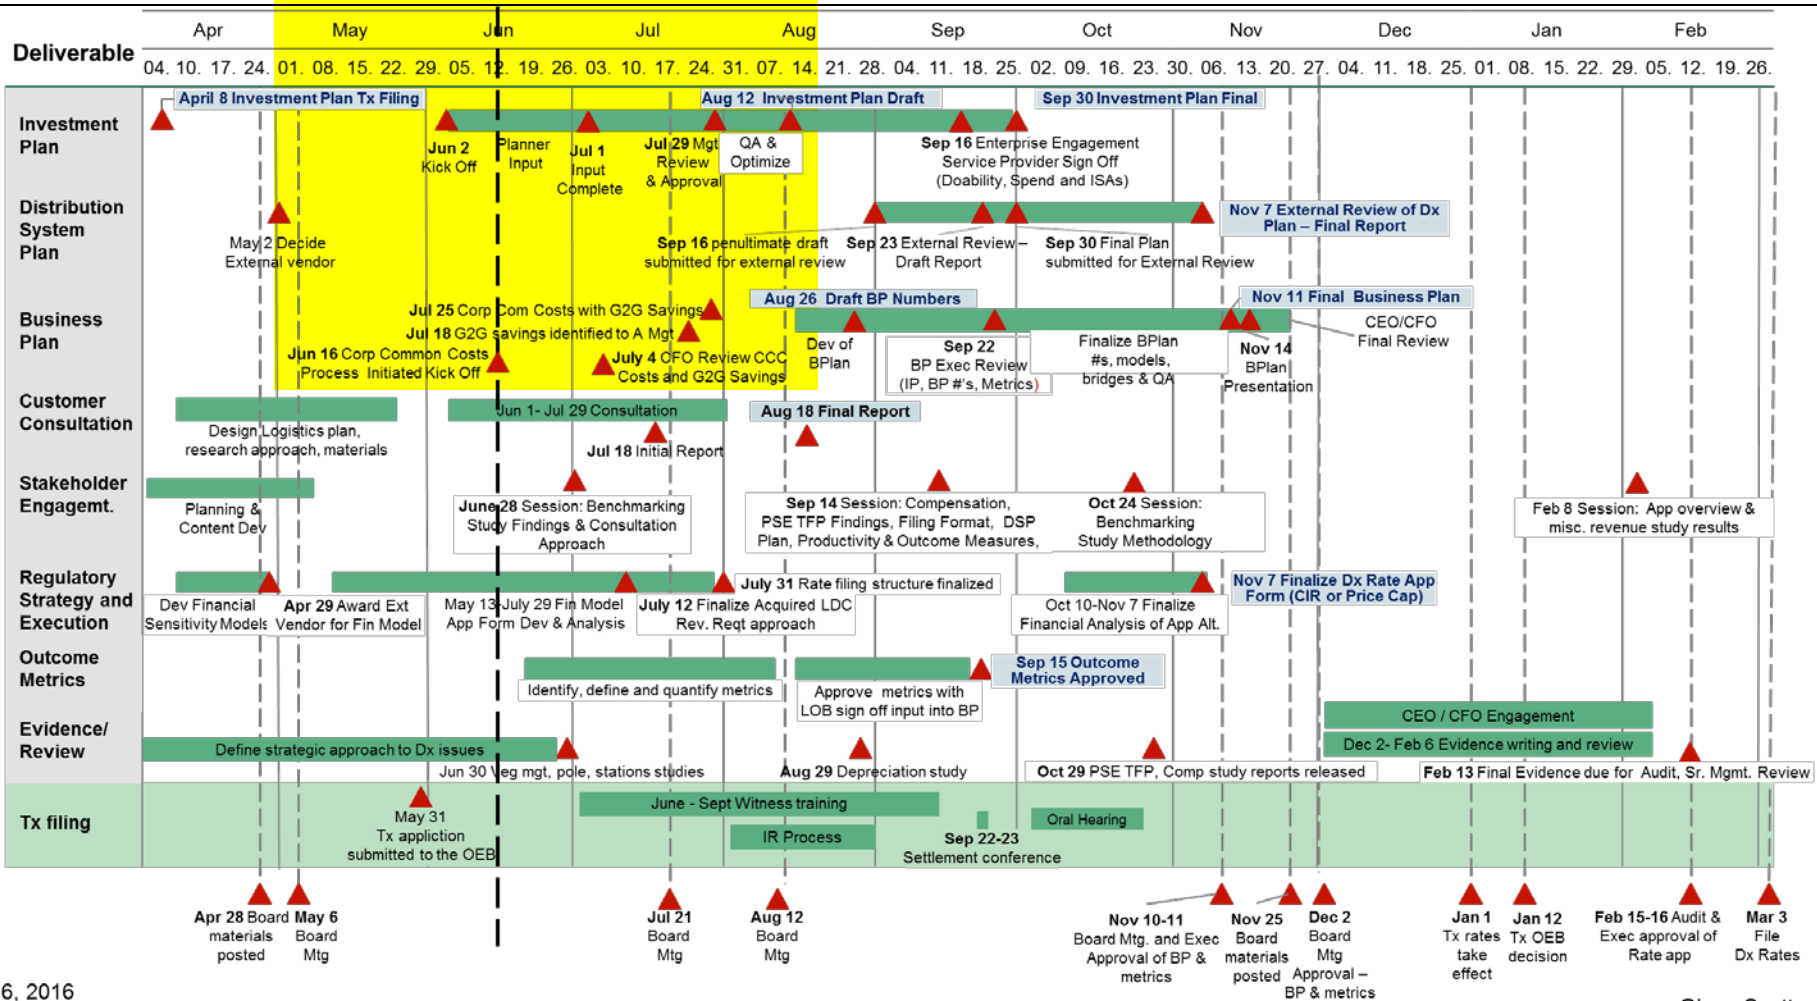 Deliverable
Apr May Jun Jul Aug Sep Oct Nov Dec Jan Feb
04. 10. 17. 24. 01. 08. 15. 22. 29. 05. 12. 19. 26. 03. 10. 17. 24. 31. 07. 14. 21. 28. 04. 11. 18. 25. 02. 09. 16. 23. 30. 06. 13. 20. 27. 04. 11. 18. 25. 01. 08. 15. 22. 29. 05. 12. 19. 26.
Investment
Plan
April 8 Investment Plan Tx Filing
Aug 12 Investment Plan Draft
Sep 30 Investment Plan Final
Jun 2
Kick Off
Planner
Input
Jul 1
Input
Complete
Jul 29 Mgt
Review
& Approval
QA &
Optimize
Sep 16 Enterprise Engagement
Service Provider Sign Off
(Doability, Spend and ISAs)
Distribution
System
Plan
May 2 Decide
External vendor
Sep 16 penultimate draft
submitted for external review
Sep 23 External Review –
Draft Report
Sep 30 Final Plan
submitted for External Review
Nov 7 External Review of Dx
Plan – Final Report
Business
Plan
Jul 25 Corp Com Costs with G2G Savings
Jul 18 G2G savings identified to A Mgt
Jun 16 Corp Common Costs
Process Initiated Kick Off
July 4 CFO Review CCC
Costs and G2G Savings
Aug 26 Draft BP Numbers
Dev of
BPlan
Sep 22
BP Exec Review
(IP, BP #'s, Metrics)
Finalize BPlan
#s, models,
bridges & QA
Nov 11 Final Business Plan
CEO/CFO
Final Review
Nov 14
BPlan
Presentation
Customer
Consultation
Design Logistics plan,
research approach, materials
Jun 1- Jul 29 Consultation
Jul 18 Initial Report
Aug 18 Final Report
Stakeholder
Engagemt.
Planning &
Content Dev
June 28 Session: Benchmarking
Study Findings & Consultation
Approach
Sep 14 Session: Compensation,
PSE TFP Findings, Filing Format, DSP
Plan, Productivity & Outcome Measures,
Oct 24 Session:
Benchmarking
Study Methodology
Feb 8 Session: App overview &
misc. revenue study results
Regulatory
Strategy and
Execution
Dev Financial
Sensitivity Models
Apr 29 Award Ext
Vendor for Fin Model
May 13-July 29 Fin Model
App Form Dev & Analysis
July 12 Finalize Acquired LDC
Rev. Reqt approach
July 31 Rate filing structure finalized
Oct 10-Nov 7 Finalize
Financial Analysis of App Alt.
Nov 7 Finalize Dx Rate App
Form (CIR or Price Cap)
Outcome
Metrics
Identify, define and quantify metrics
Approve metrics with
LOB sign off input into BP
Sep 15 Outcome
Metrics Approved
Evidence/
Review
Define strategic approach to Dx issues
Jun 30 Veg mgt, pole, stations studies
Aug 29 Depreciation study
Oct 29 PSE TFP, Comp study reports released
CEO / CFO Engagement
Dec 2- Feb 6 Evidence writing and review
Feb 13 Final Evidence due for Audit, Sr. Mgmt. Review
Tx filing
May 31
Tx appliction
submitted to the OEB
June - Sept Witness training
IR Process
Sep 22-23
Settlement conference
Oral Hearing
Apr 28 Board
materials
posted
May 6
Board
Mtg
Jul 21
Board
Mtg
Aug 12
Board
Mtg
Nov 10-11
Board Mtg. and Exec
Approval of BP &
metrics
Nov 25
Board
materials
posted
Dec 2
Board
Mtg
Approval –
BP & metrics
Jan 1
Tx rates
take
effect
Jan 12
Tx OEB
decision
Feb 15-16 Audit &
Exec approval of
Rate app
Mar 3
File
Dx Rates
6, 2016